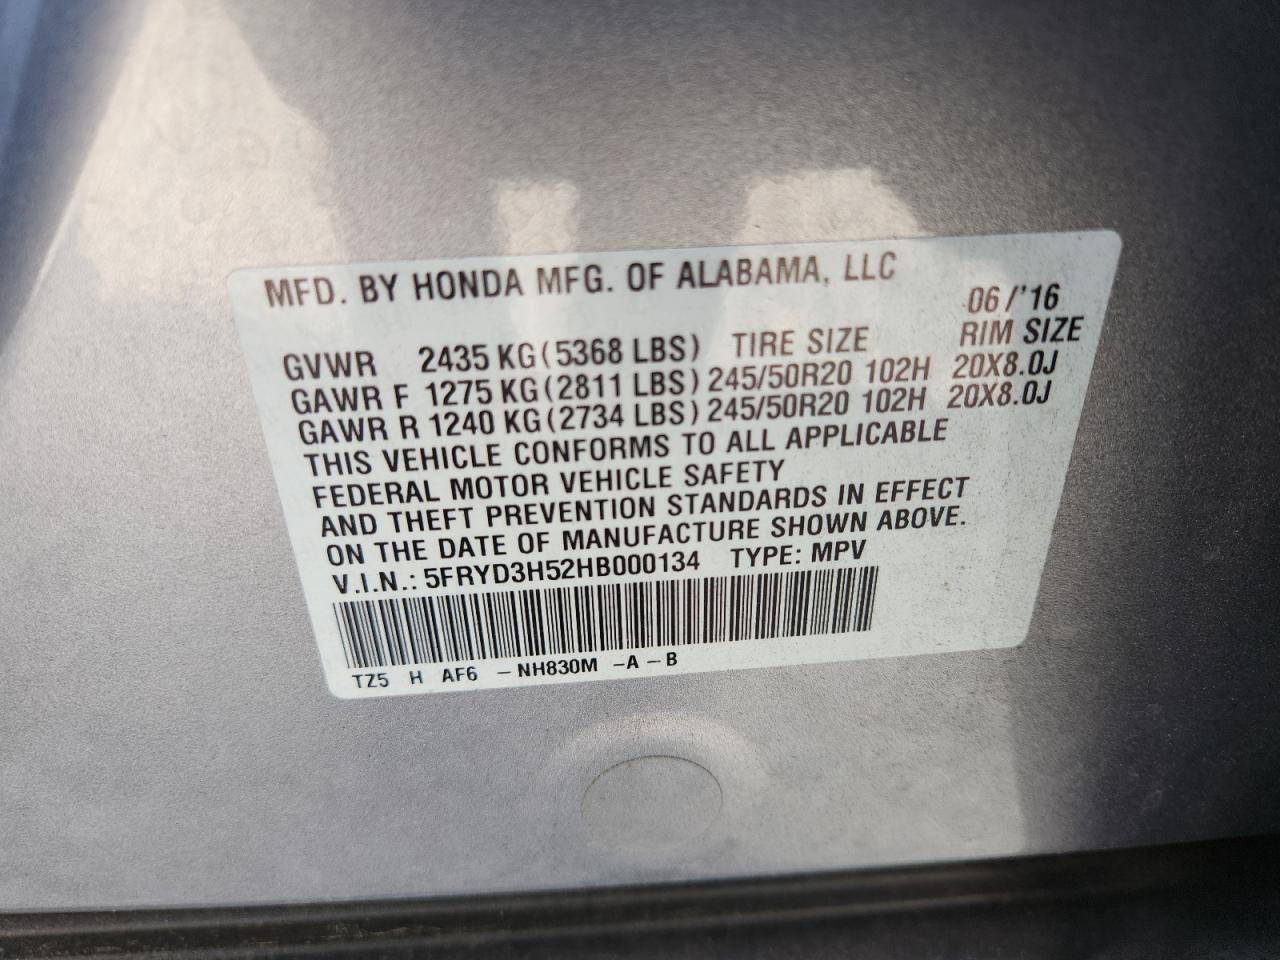 MFD. BY HONDA MFG. OF ALABAMA, LLC
06/'16
GVWR 2435 KG (5368 LBS) TIRE SIZE RIM SIZE
GAWR F 1275 KG (2811 LBS) 245/50R20 102H 20X8.0J
GAWR R 1240 KG (2734 LBS) 245/50R20 102H 20X8.0J
THIS VEHICLE CONFORMS TO ALL APPLICABLE
FEDERAL MOTOR VEHICLE SAFETY
AND THEFT PREVENTION STANDARDS IN EFFECT
ON THE DATE OF MANUFACTURE SHOWN ABOVE.
V.I.N.: 5FRYD3H52HB000134 TYPE: MPV
TZ5 H AF6 - NH830M -A - B